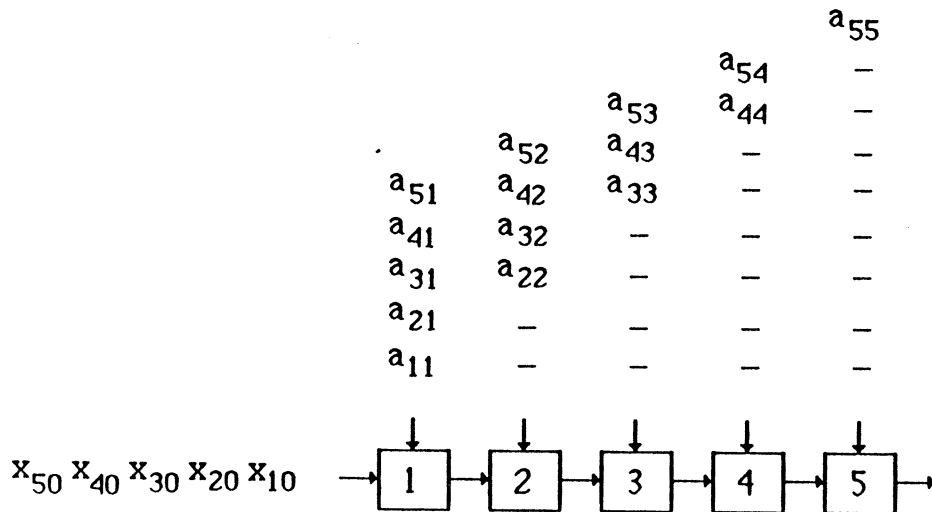 a55
a54 –
a53 a44 –
a52 a43 – –
a51 a42 a33 – –
a41 a32 – – –
a31 a22 – – –
a21 – – – –
a11 – – – –
x50 x40 x30 x20 x10 1 2 3 4 5